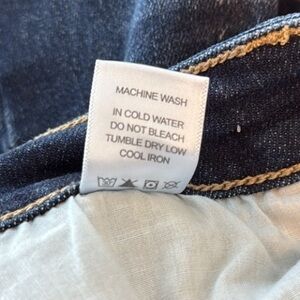 MACHINE WASH
IN COLD WATER
DO NOT BLEACH
TUMBLE DRY LOW
COOL IRON